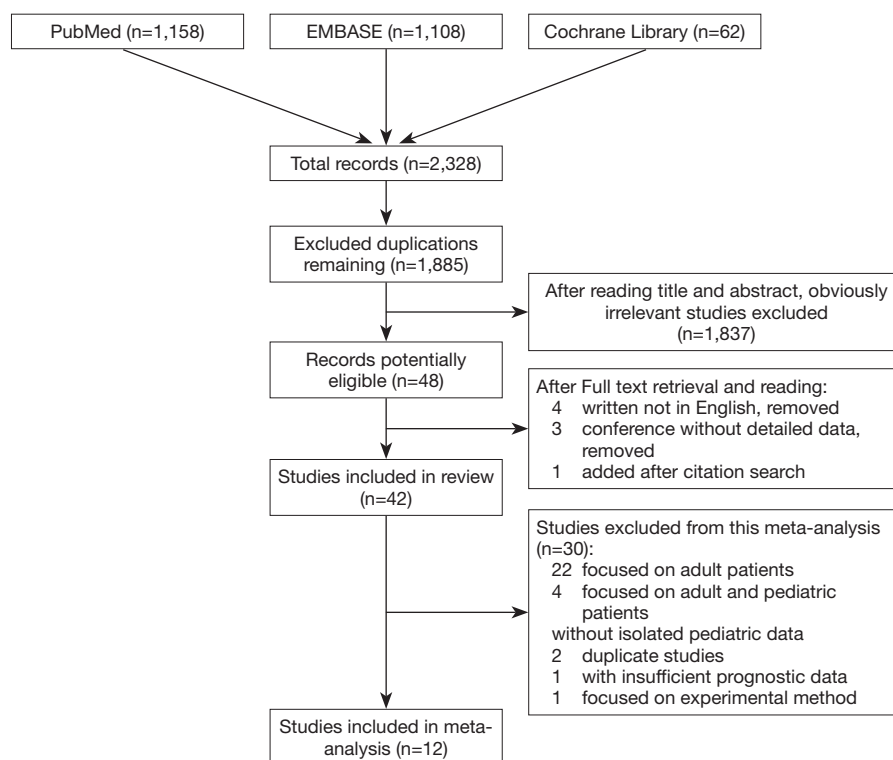 PubMed (n=1,158)
EMBASE (n=1,108)
Cochrane Library (n=62)
Total records (n=2,328)
Excluded duplications
remaining (n=1,885)
After reading title and abstract, obviously
irrelevant studies excluded
(n=1,837)
Records potentially
eligible (n=48)
After Full text retrieval and reading:
4 written not in English, removed
3 conference without detailed data,
removed
1 added after citation search
Studies included in review
(n=42)
Studies excluded from this meta-analysis
(n=30):
22 focused on adult patients
4 focused on adult and pediatric
patients
without isolated pediatric data
2 duplicate studies
1 with insufficient prognostic data
1 focused on experimental method
Studies included in meta-
analysis (n=12)